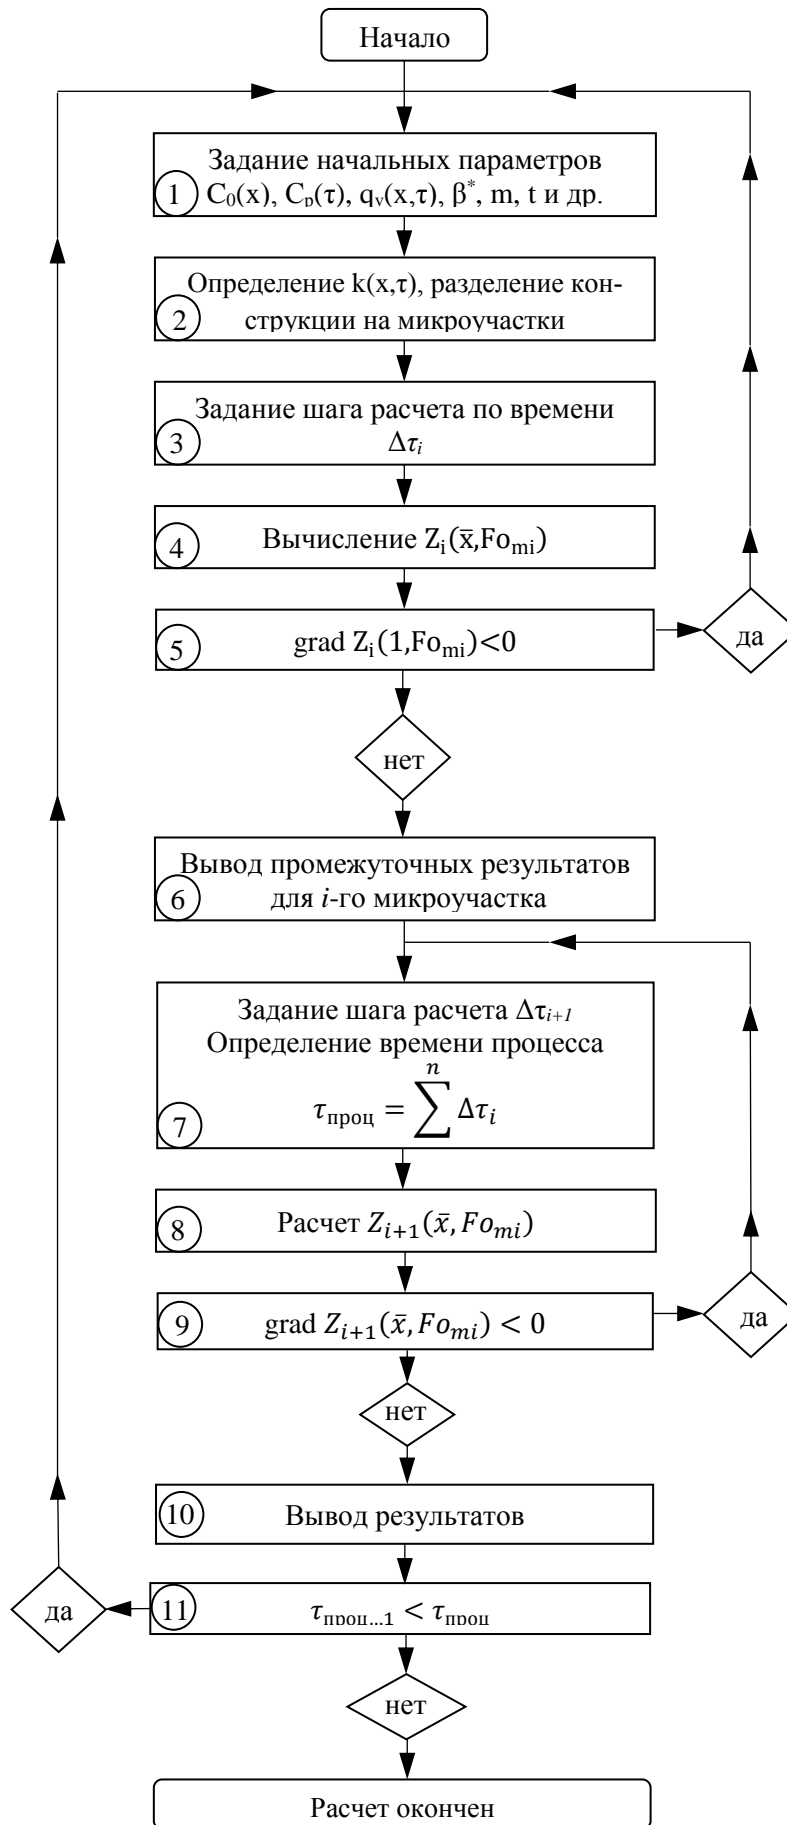 Начало
Задание начальных параметров
1 C₀(x), Cₚ(τ), qᵥ(x,τ), β*, m, t и др.
Определение k(x,τ), разделение кон-
2 струкции на микроучастки
Задание шага расчета по времени
3 Δτᵢ
4 Вычисление Zᵢ(x̄,Foₘᵢ)
5 grad Zᵢ(1,Foₘᵢ)<0
да
нет
Вывод промежуточных результатов
6 для i-го микроучастка
Задание шага расчета Δτᵢ₊₁
Определение времени процесса
n
7 τпроц = ∑ Δτᵢ
8 Расчет Zᵢ₊₁(x̄, Foₘᵢ)
9 grad Zᵢ₊₁(x̄, Foₘᵢ) < 0
да
нет
10 Вывод результатов
да
11 τпроц…1 < τпроц
нет
Расчет окончен